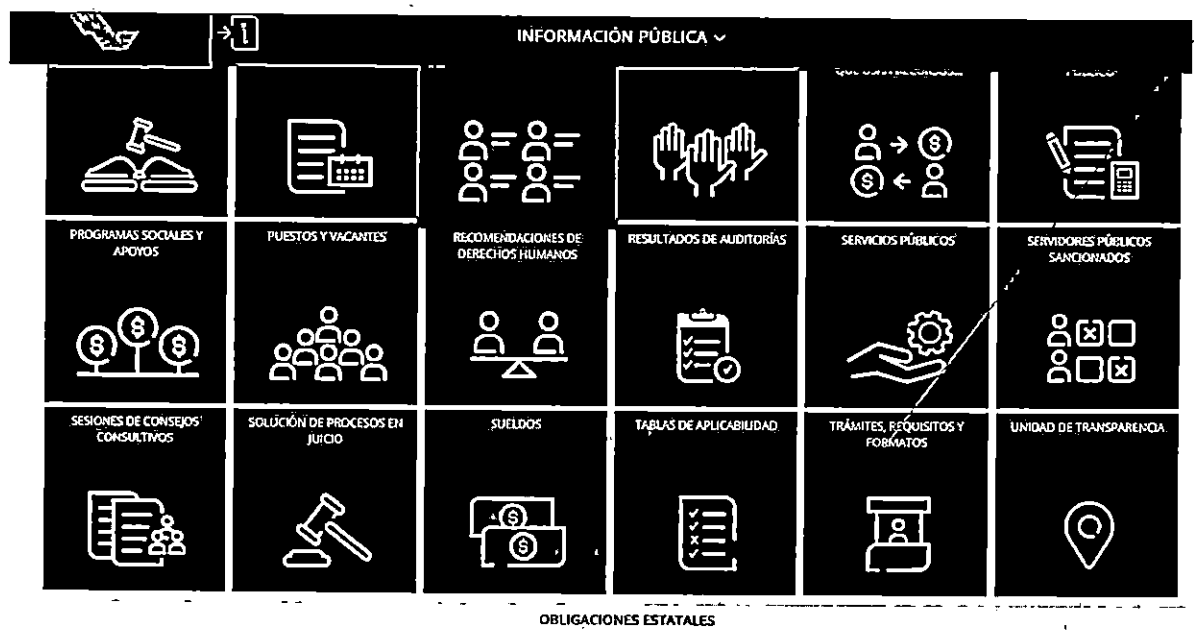 INFORMACIÓN PÚBLICA
PROGRAMAS SOCIALES Y
APOYOS
PUESTOS Y VACANTES
RECOMENDACIONES DE
DERECHOS HUMANOS
RESULTADOS DE AUDITORÍAS
SERVICIOS PÚBLICOS
SERVIDORES PÚBLICOS
SANCIONADOS
SESIONES DE CONSEJOS
CONSULTIVOS
SOLUCIÓN DE PROCESOS EN
JUICIO
SUELDOS
TABLAS DE APLICABILIDAD
TRÁMITES, REQUISITOS Y
FORMATOS
UNIDAD DE TRANSPARENCIA
OBLIGACIONES ESTATALES